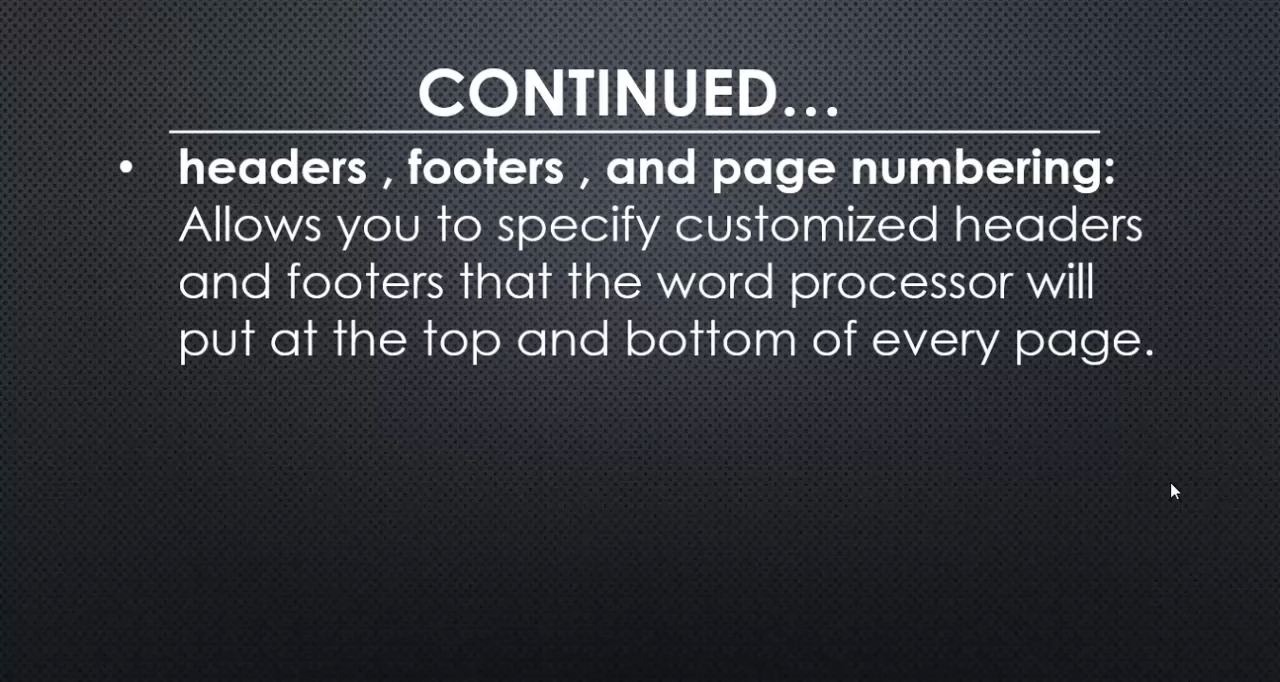 CONTINUED...
• headers , footers , and page numbering:
Allows you to specify customized headers
and footers that the word processor will
put at the top and bottom of every page.